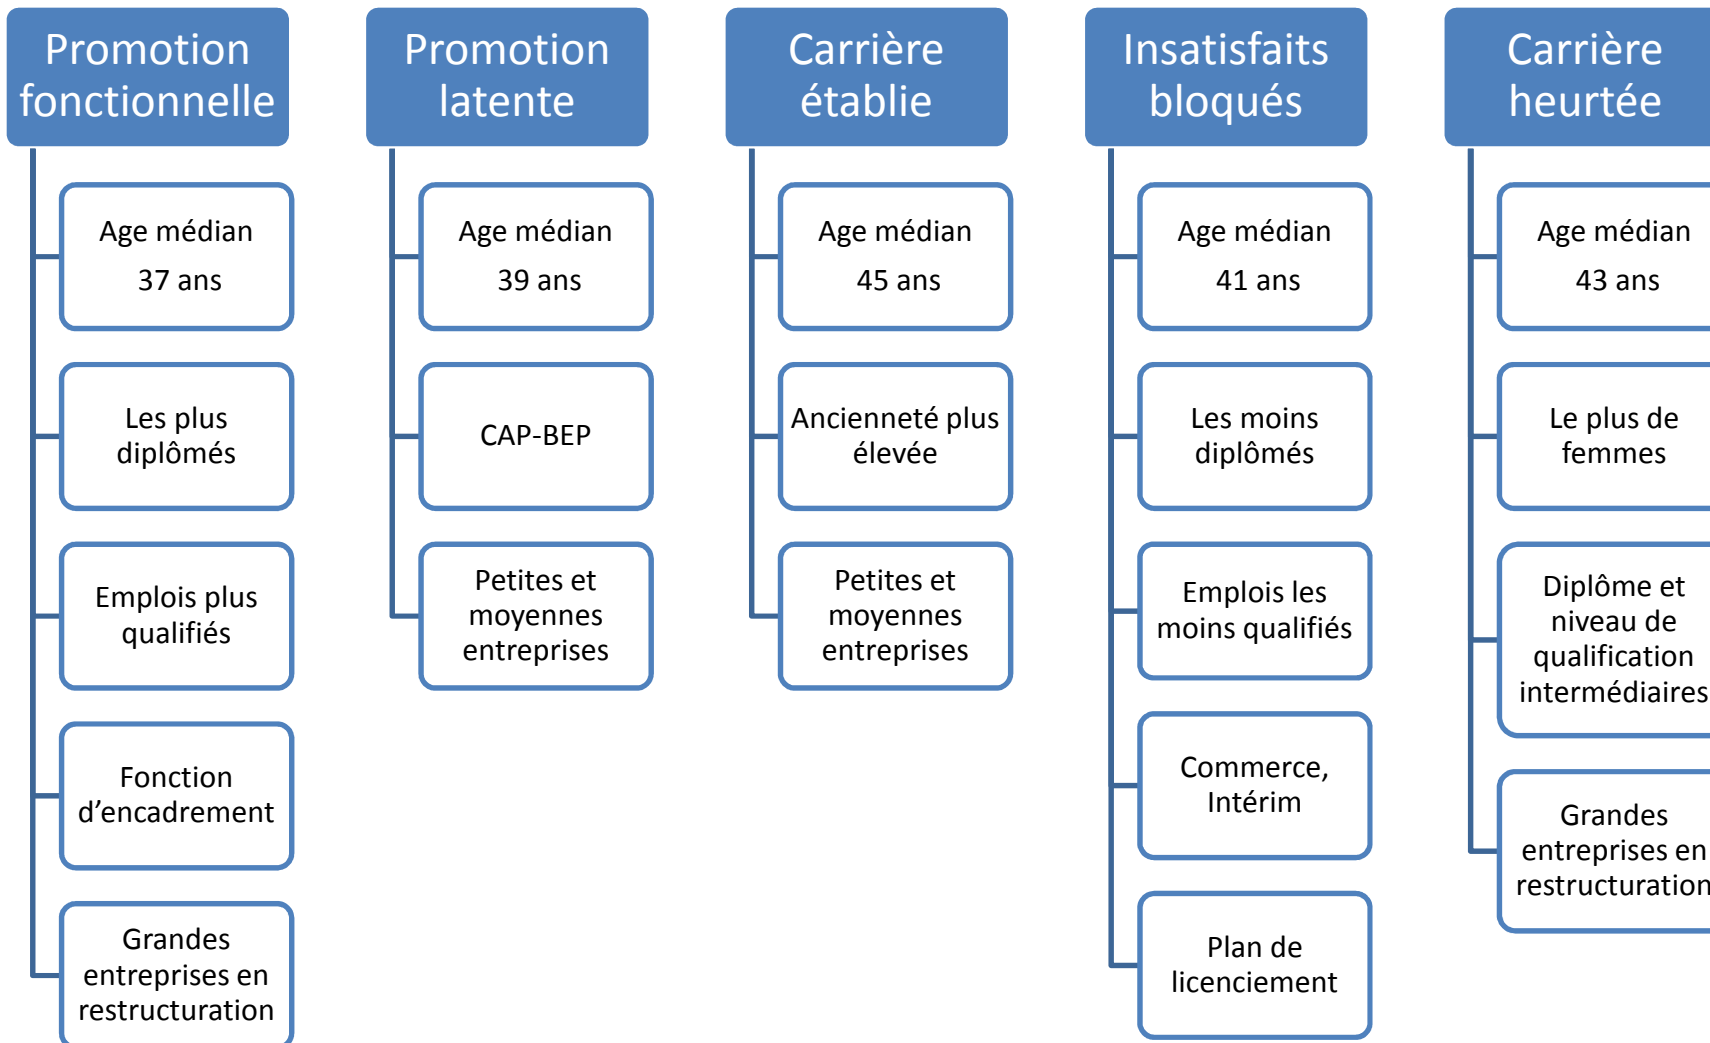 Promotion
fonctionnelle
Age médian
37 ans
Les plus
diplômés
Emplois plus
qualifiés
Fonction
d’encadrement
Grandes
entreprises en
restructuration
Promotion
latente
Age médian
39 ans
CAP-BEP
Petites et
moyennes
entreprises
Carrière
établie
Age médian
45 ans
Ancienneté plus
élevée
Petites et
moyennes
entreprises
Insatisfaits
bloqués
Age médian
41 ans
Les moins
diplômés
Emplois les
moins qualifiés
Commerce,
Intérim
Plan de
licenciement
Carrière
heurtée
Age médian
43 ans
Le plus de
femmes
Diplôme et
niveau de
qualification
intermédiaires
Grandes
entreprises en
restructuration